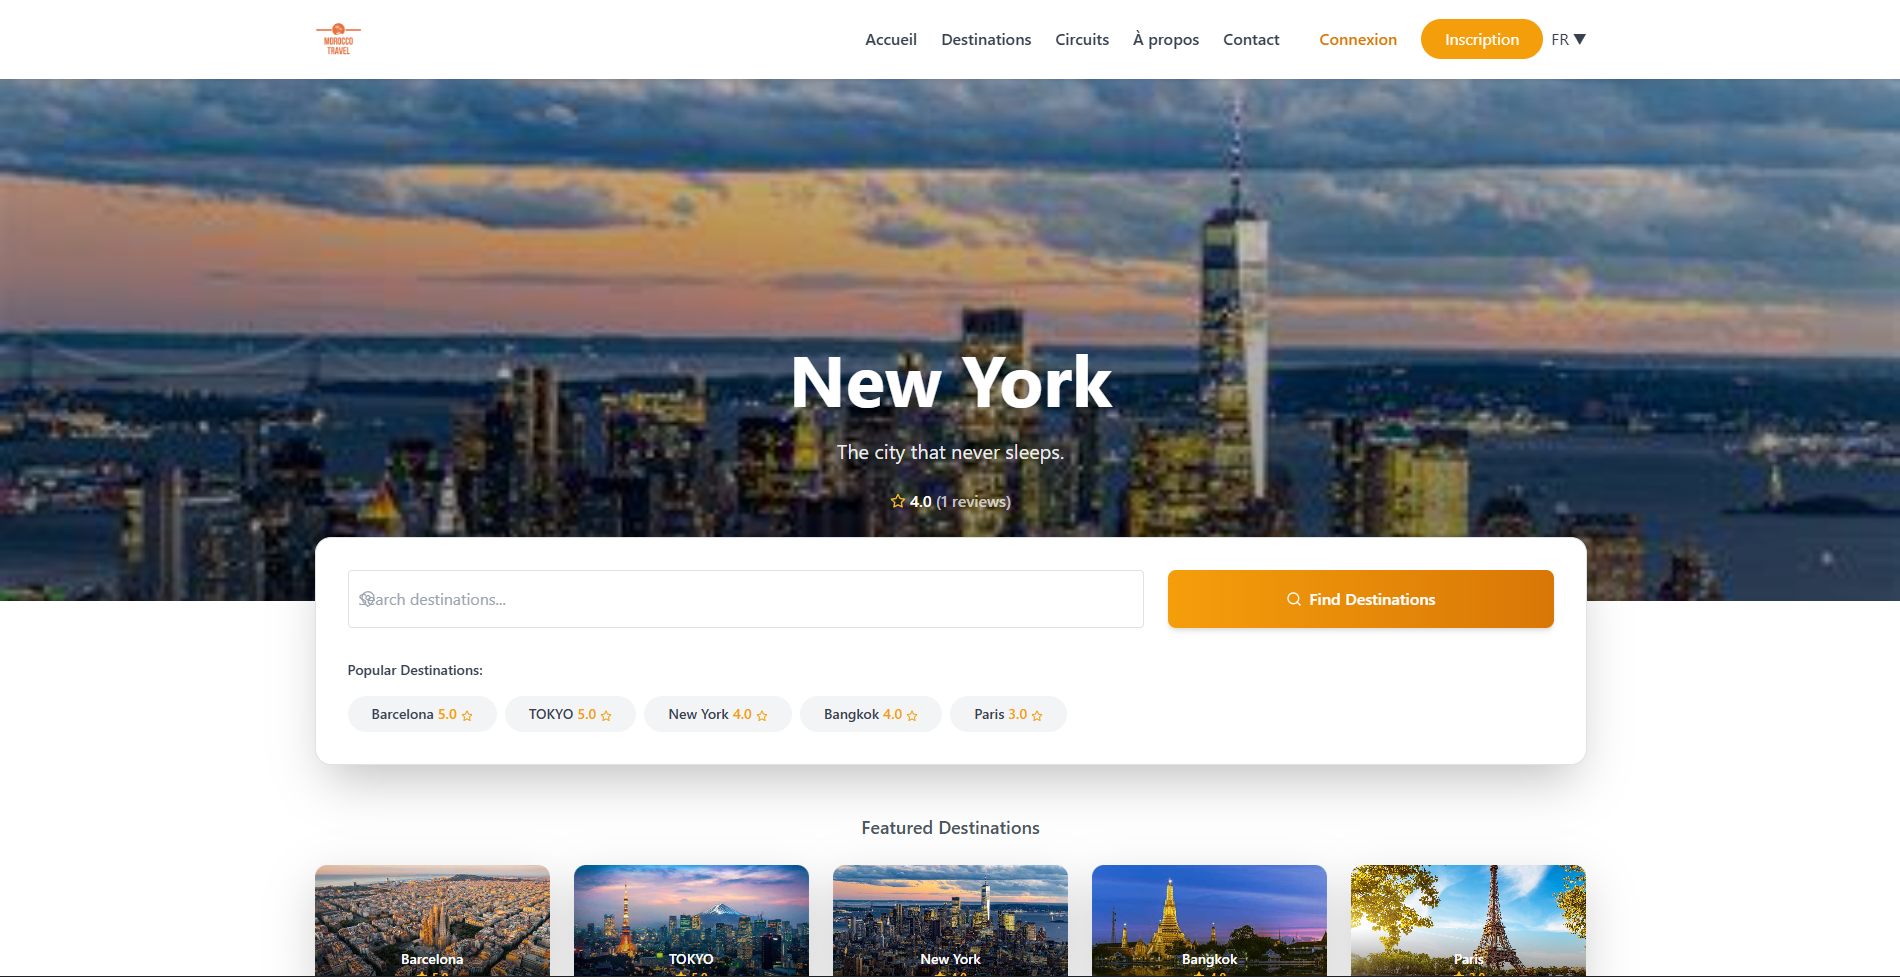 MOROCCO
TRAVEL
Accueil
Destinations
Circuits
À propos
Contact
Connexion
Inscription
FR ▼
New York
The city that never sleeps.
4.0 (1 reviews)
Search destinations...
Find Destinations
Popular Destinations:
Barcelona 5.0
TOKYO 5.0
New York 4.0
Bangkok 4.0
Paris 3.0
Featured Destinations
Barcelona
TOKYO
New York
Bangkok
Paris